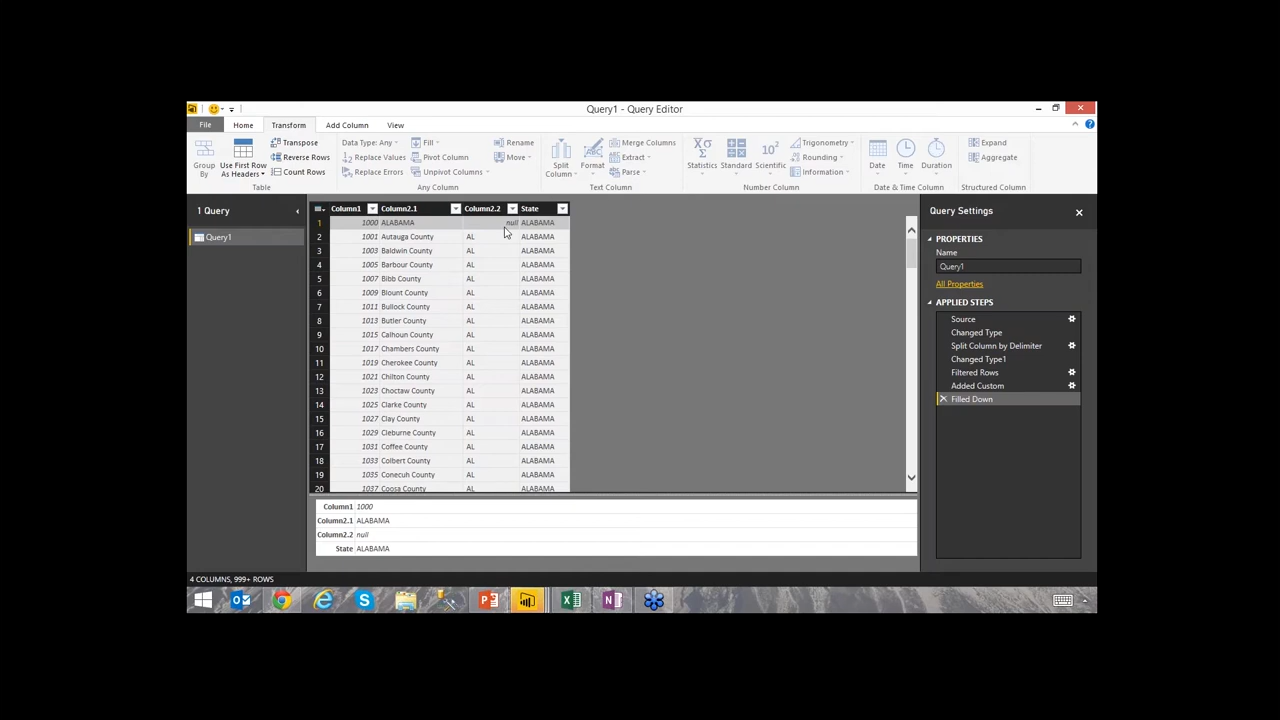 Query1 - Query Editor
File Home Transform Add Column View
Group By
Use First Row As Headers
Transpose
Reverse Rows
Count Rows
Table
Data Type: Any
Replace Values
Replace Errors
Fill
Pivot Column
Unpivot Columns
Any Column
Rename
Move
Split Column
Format
Merge Columns
Extract
Parse
Text Column
Statistics
Standard
Scientific
10²
Trigonometry
Rounding
Information
Number Column
Date
Time
Duration
Date & Time Column
Expand
Aggregate
Structured Column
1 Query
Query1
Column1 Column2.1 Column2.2 State
1 1000 ALABAMA null ALABAMA
2 1001 Autauga County AL ALABAMA
3 1003 Baldwin County AL ALABAMA
4 1005 Barbour County AL ALABAMA
5 1007 Bibb County AL ALABAMA
6 1009 Blount County AL ALABAMA
7 1011 Bullock County AL ALABAMA
8 1013 Butler County AL ALABAMA
9 1015 Calhoun County AL ALABAMA
10 1017 Chambers County AL ALABAMA
11 1019 Cherokee County AL ALABAMA
12 1021 Chilton County AL ALABAMA
13 1023 Choctaw County AL ALABAMA
14 1025 Clarke County AL ALABAMA
15 1027 Clay County AL ALABAMA
16 1029 Cleburne County AL ALABAMA
17 1031 Coffee County AL ALABAMA
18 1033 Colbert County AL ALABAMA
19 1035 Conecuh County AL ALABAMA
20 1037 Coosa County AL ALABAMA
Column1 1000
Column2.1 ALABAMA
Column2.2 null
State ALABAMA
Query Settings
PROPERTIES
Name
Query1
All Properties
APPLIED STEPS
Source
Changed Type
Split Column by Delimiter
Changed Type1
Filtered Rows
Added Custom
Filled Down
4 COLUMNS, 999+ ROWS